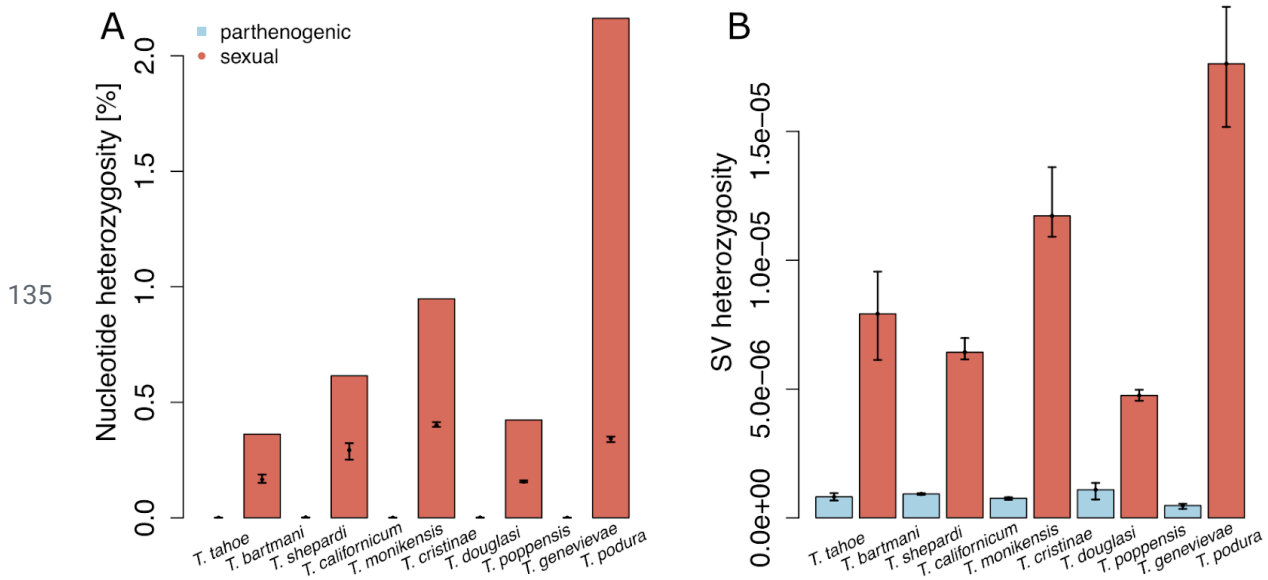 135
A
parthenogenic
sexual
Nucleotide heterozygosity [%]
2.0
1.5
1.0
0.5
0.0
T. tahoe
T. bartmani
T. shepardi
T. californicum
T. monikensis
T. cristinae
T. douglasi
T. poppensis
T. genevievae
T. podura
B
SV heterozygosity
1.5e−05
1.0e−05
5.0e−06
0.0e+00
T. tahoe
T. bartmani
T. shepardi
T. californicum
T. monikensis
T. cristinae
T. douglasi
T. poppensis
T. genevievae
T. podura